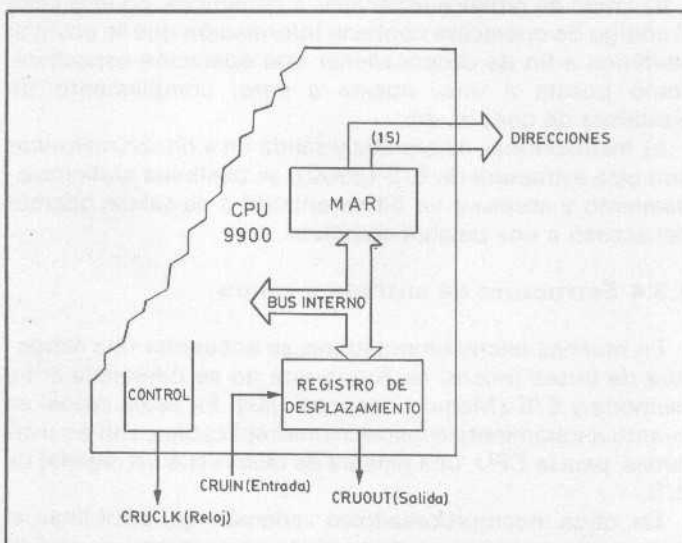 (15)
DIRECCIONES
MAR
CPU
9900
BUS INTERNO
CONTROL
REGISTRO DE
DESPLAZAMIENTO
CRUIN (Entrada)
CRUOUT (Salida)
CRUCLK (Reloj)